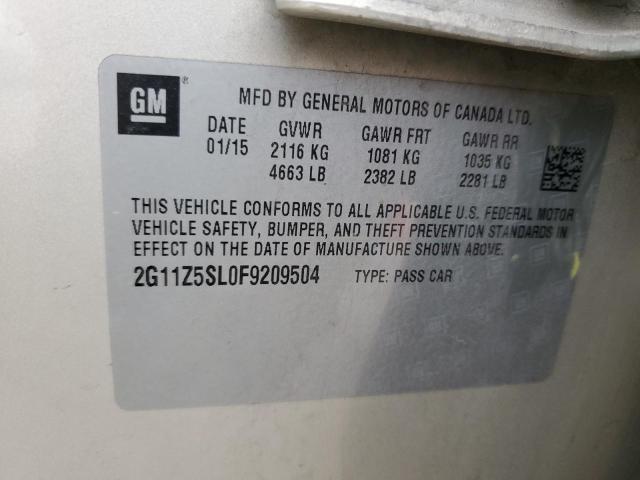 GM®
MFD BY GENERAL MOTORS OF CANADA LTD.
DATE GVWR GAWR FRT GAWR RR
01/15 2116 KG 1081 KG 1035 KG
4663 LB 2382 LB 2281 LB
THIS VEHICLE CONFORMS TO ALL APPLICABLE U.S. FEDERAL MOTOR
VEHICLE SAFETY, BUMPER, AND THEFT PREVENTION STANDARDS IN
EFFECT ON THE DATE OF MANUFACTURE SHOWN ABOVE.
2G11Z5SL0F9209504 TYPE: PASS CAR